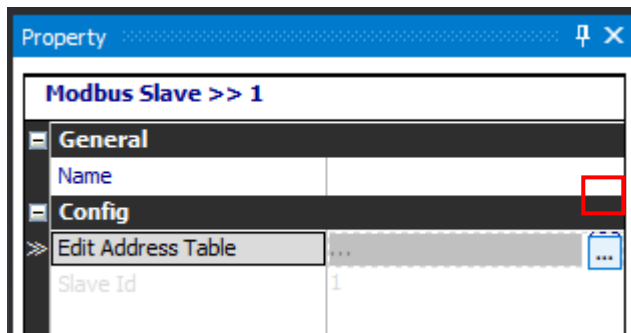 Property
Modbus Slave >> 1
General
Name
Config
Edit Address Table ... ...
Slave Id 1